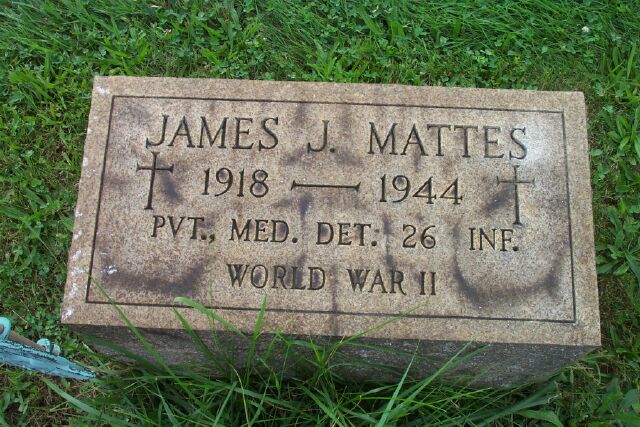 JAMES J. MATTES
1918 — 1944
PVT., MED. DET. 26 INF.
WORLD WAR II